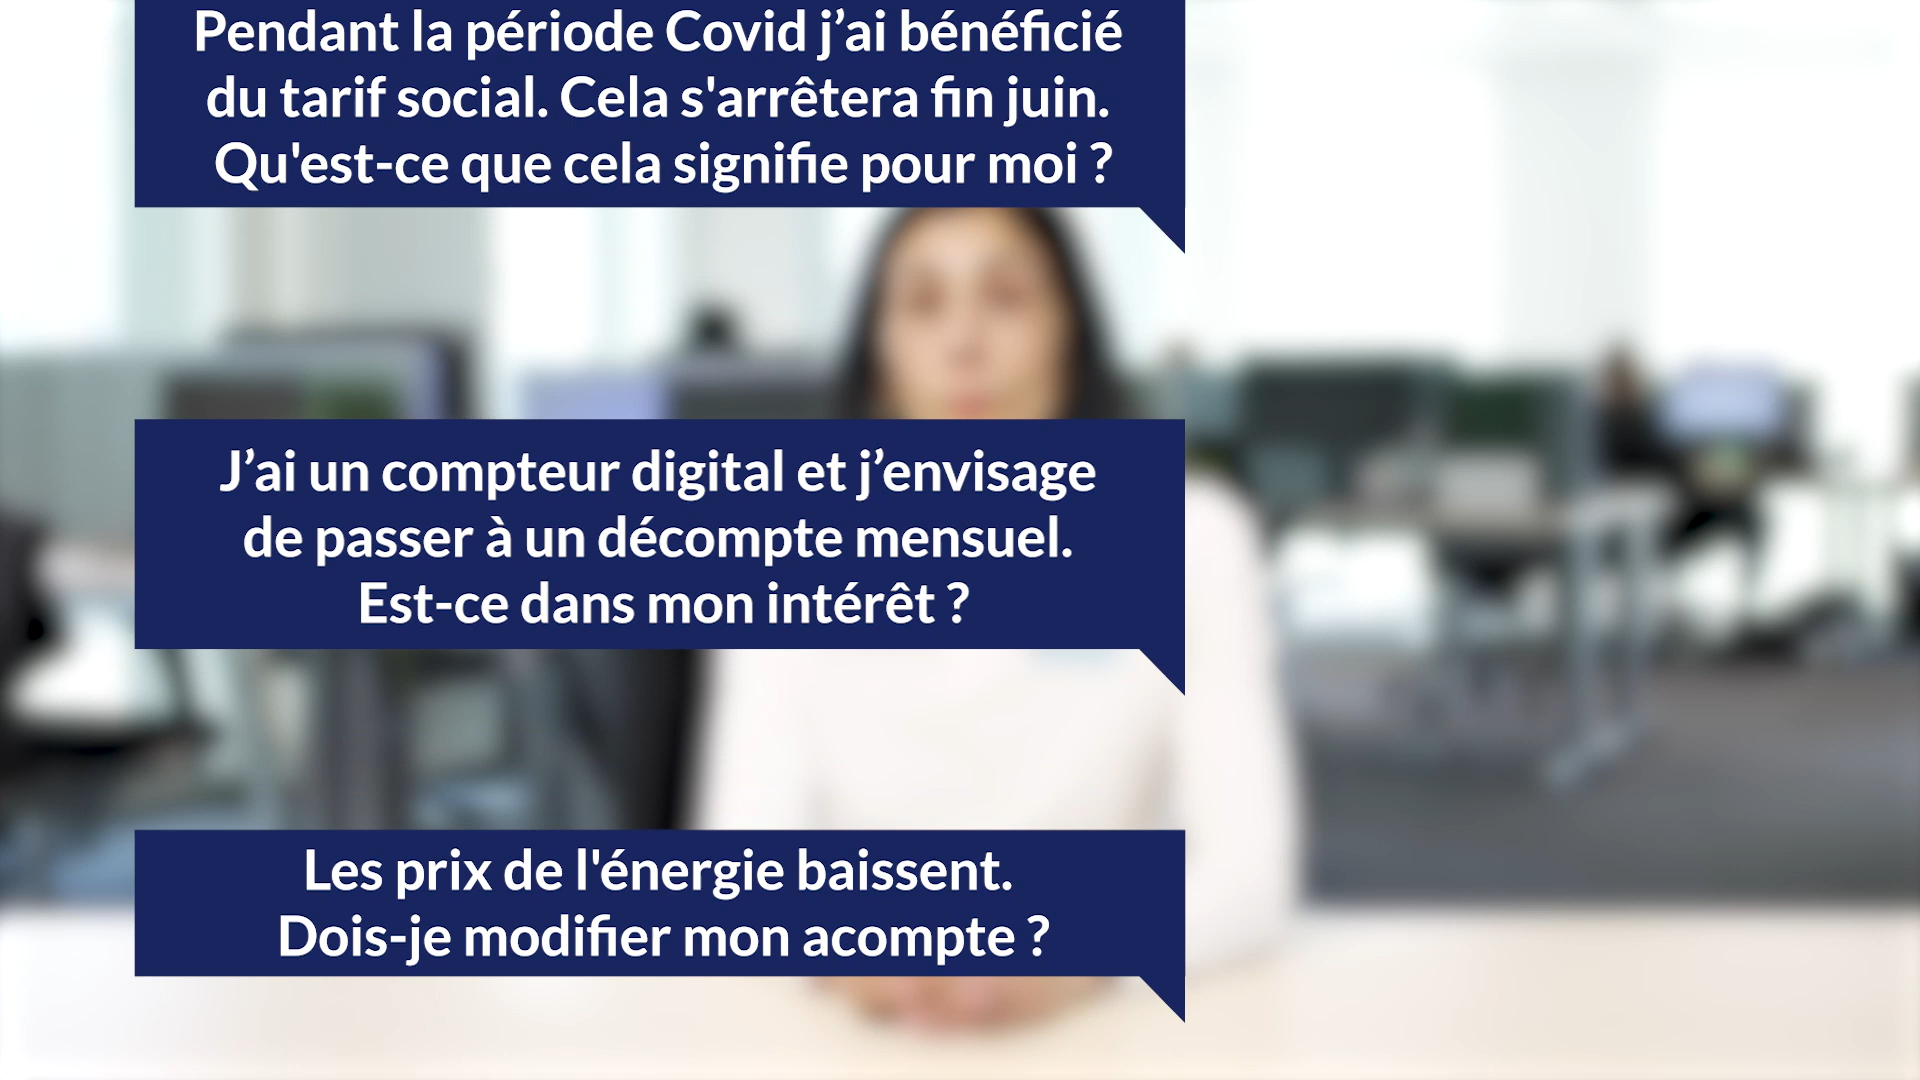 Pendant la période Covid j’ai bénéficié
du tarif social. Cela s'arrêtera fin juin.
Qu'est-ce que cela signifie pour moi ?
J’ai un compteur digital et j’envisage
de passer à un décompte mensuel.
Est-ce dans mon intérêt ?
Les prix de l'énergie baissent.
Dois-je modifier mon acompte ?